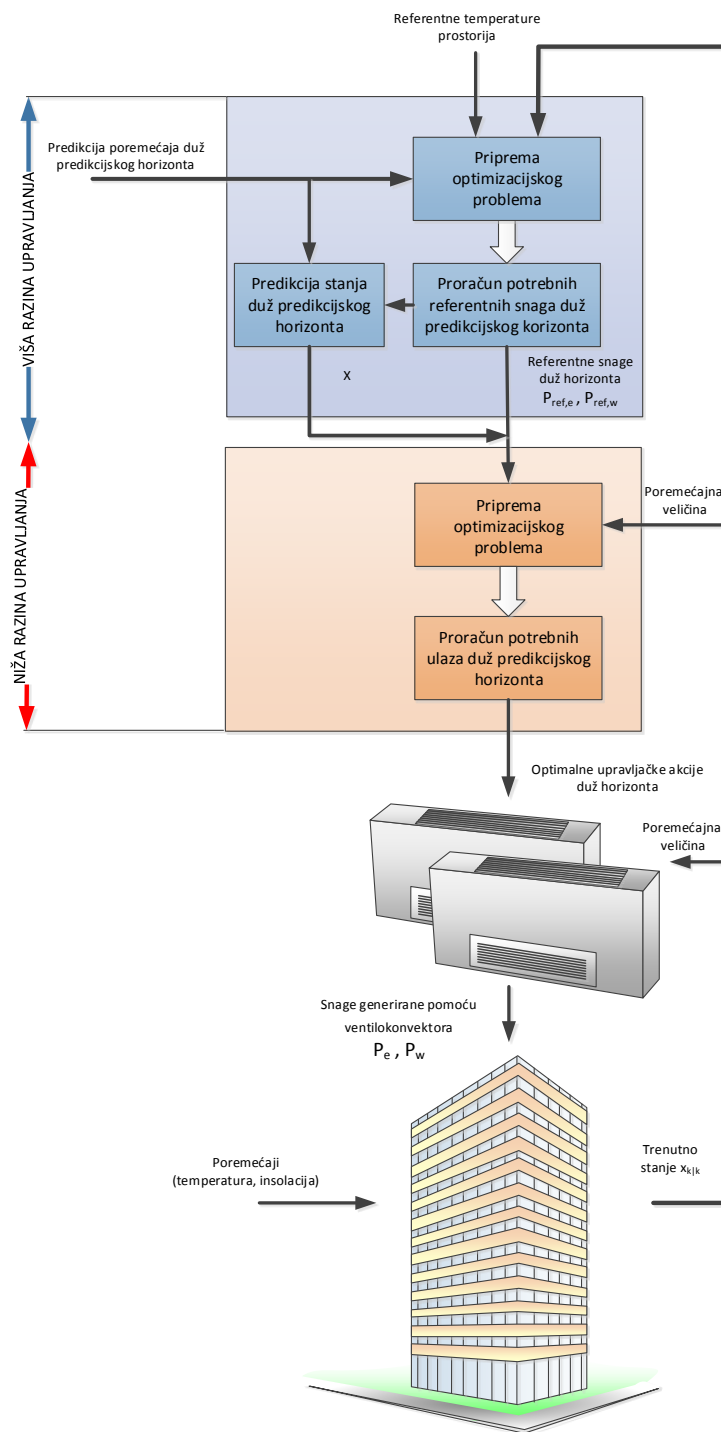 Referentne temperature
prostorija
VIŠA RAZINA UPRAVLJANJA
Predikcija poremećaja duž
predikcijskog horizonta
Priprema
optimizacijskog
problema
Predikcija stanja
duž predikcijskog
horizonta
Proračun potrebnih
referentnih snaga duž
predikcijskog korizonta
x
Referentne snage
duž horizonta
Pref,e , Pref,w
NIŽA RAZINA UPRAVLJANJA
Priprema
optimizacijskog
problema
Poremećajna
veličina
Proračun potrebnih
ulaza duž predikcijskog
horizonta
Optimalne upravljačke akcije
duž horizonta
Poremećajna
veličina
Snage generirane pomoću
ventilokonvektora
Pe , Pw
Poremećaji
(temperatura, insolacija)
Trenutno
stanje xk|k